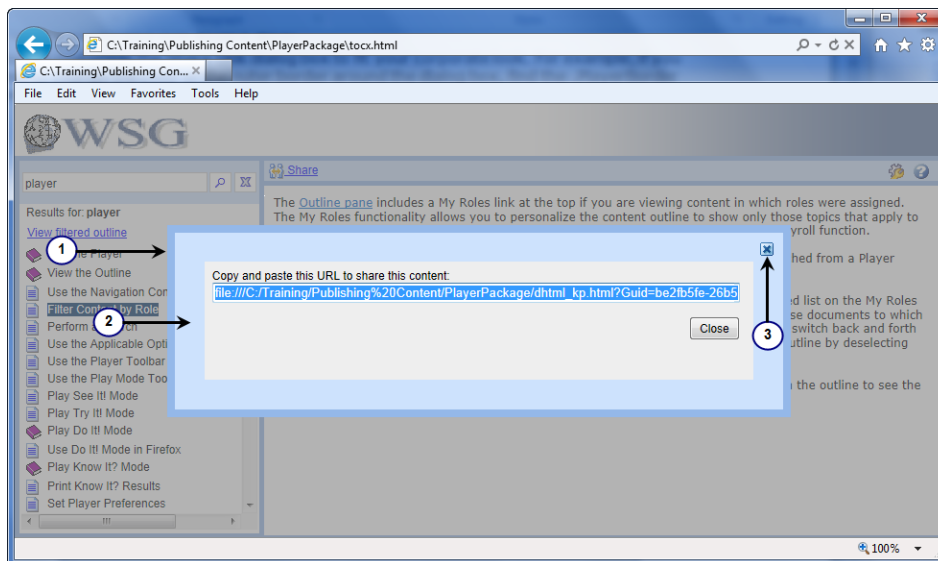 C:\Training\Publishing Content\PlayerPackage\tocx.html
C:\Training\Publishing Con...
File Edit View Favorites Tools Help
WSG
player
Share
Results for: player
View filtered outline
Player
View the Outline
Use the Navigation Con
Filter Content by Role
Perform
Use the Applicable Opti
Use the Player Toolbar
Use the Play Mode Too
Play See It! Mode
Play Try It! Mode
Play Do It! Mode
Use Do It! Mode in Firefox
Play Know It? Mode
Print Know It? Results
Set Player Preferences
The Outline pane includes a My Roles link at the top if you are viewing content in which roles were assigned.
The My Roles functionality allows you to personalize the content outline to show only those topics that apply to
yroll function.
hed from a Player
ed list on the My Roles
se documents to which
switch back and forth
utline by deselecting
the outline to see the
1
2
3
Copy and paste this URL to share this content:
file:///C:/Training/Publishing%20Content/PlayerPackage/dhtml_kp.html?Guid=be2fb5fe-26b5
Close
100%